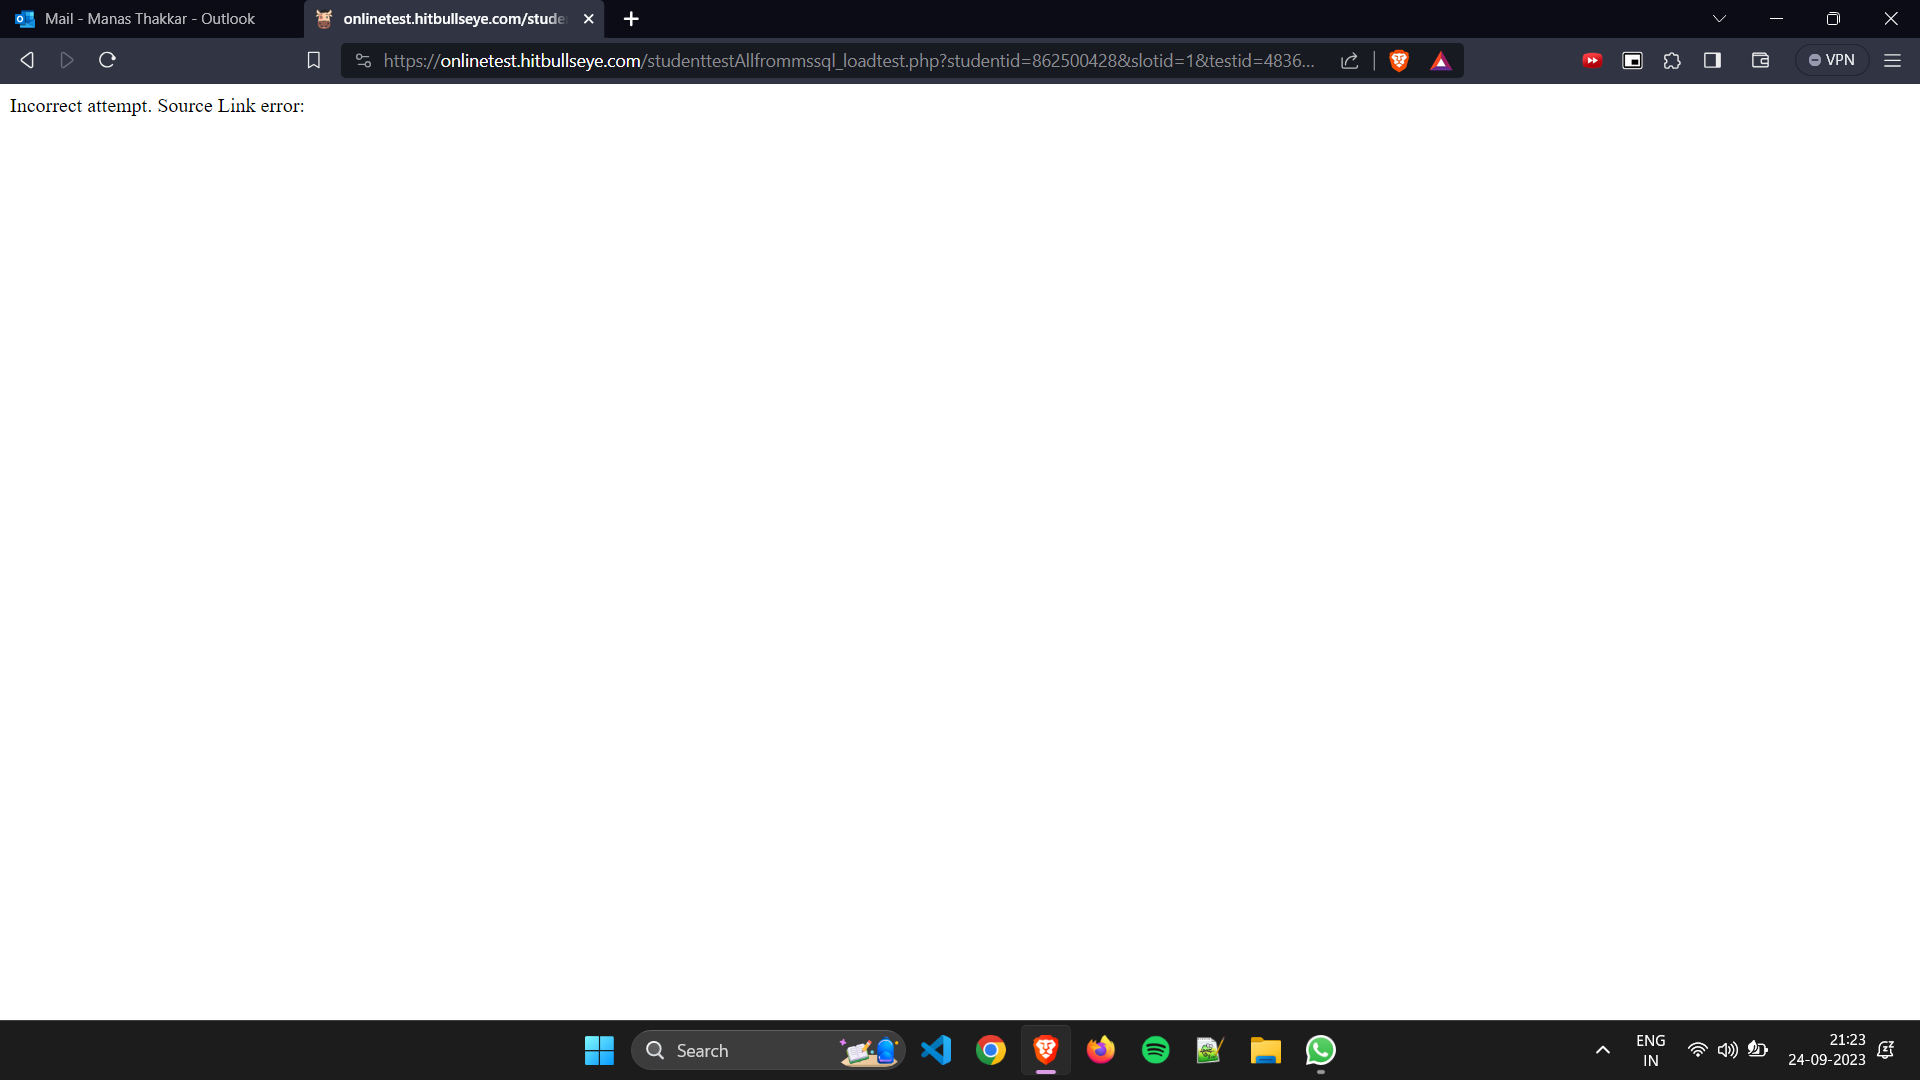 Mail - Manas Thakkar - Outlook
onlinetest.hitbullseye.com/stude
https://onlinetest.hitbullseye.com/studenttestAllfrommssql_loadtest.php?studentid=862500428&slotid=1&testid=4836...
VPN
Incorrect attempt. Source Link error:
Search
ENG
IN
21:23
24-09-2023